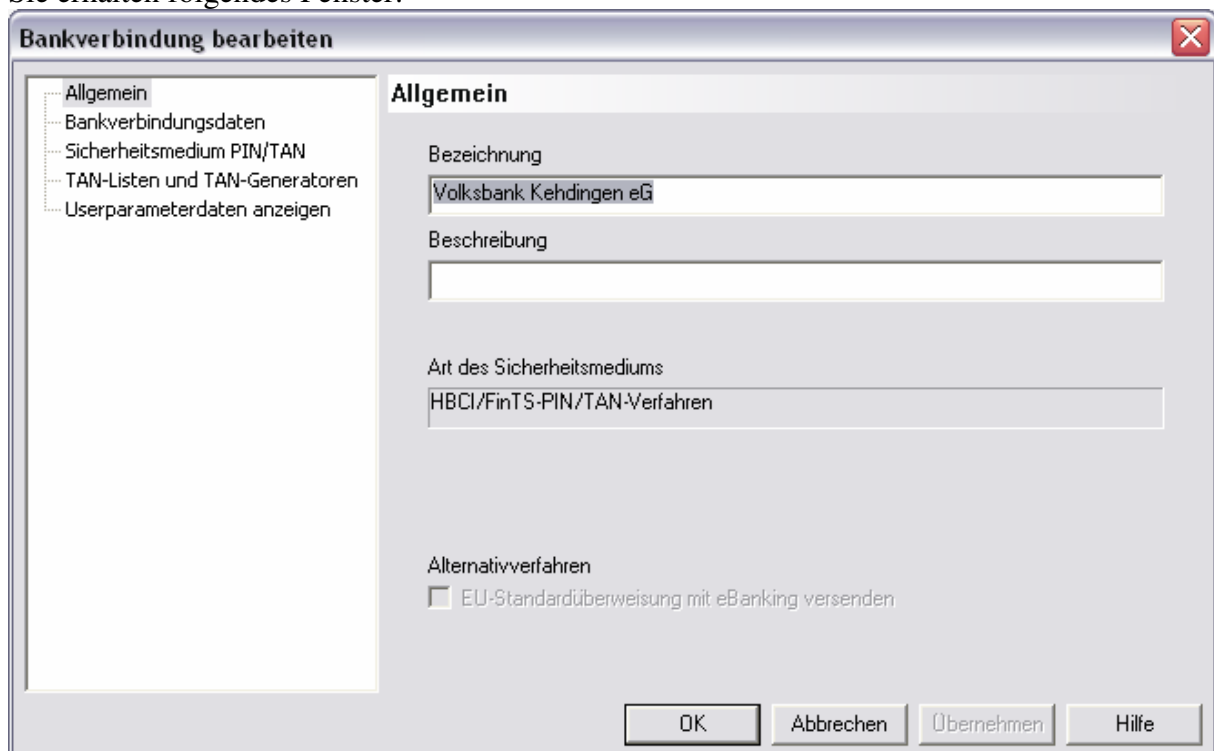 Sie erhalten folgendes Fenster:
Bankverbindung bearbeiten
Allgemein
Bankverbindungsdaten
Sicherheitsmedium PIN/TAN
TAN-Listen und TAN-Generatoren
Userparameterdaten anzeigen
Allgemein
Bezeichnung
Volksbank Kehdingen eG
Beschreibung
Art des Sicherheitsmediums
HBCI/FinTS-PIN/TAN-Verfahren
Alternativverfahren
EU-Standardüberweisung mit eBanking versenden
OK
Abbrechen
Übernehmen
Hilfe